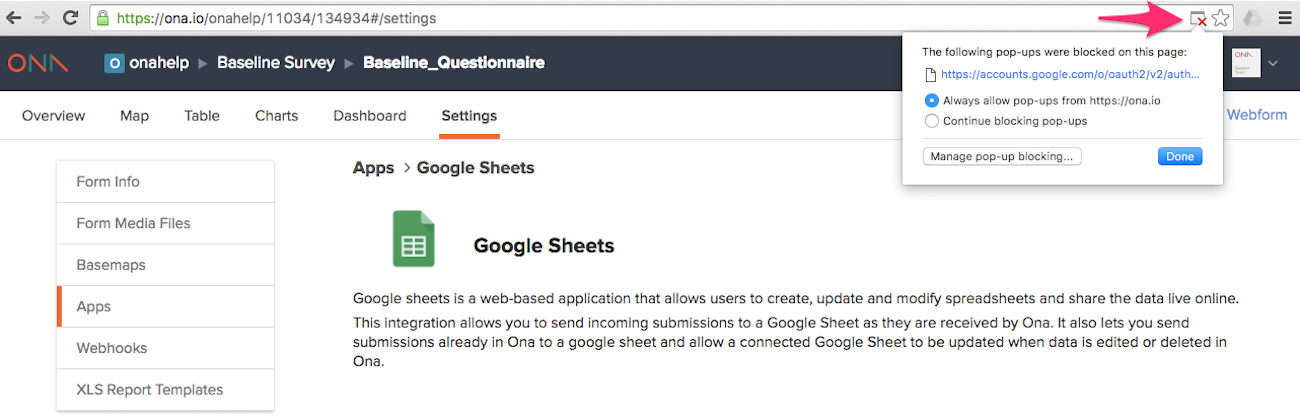 https://ona.io/onahelp/11034/134934#/settings
ONA
o onahelp ▸ Baseline Survey ▸ Baseline_Questionnaire
ONA
The following pop-ups were blocked on this page:
https://accounts.google.com/o/oauth2/v2/auth...
Always allow pop-ups from https://ona.io
Continue blocking pop-ups
Manage pop-up blocking...
Done
Overview
Map
Table
Charts
Dashboard
Settings
Webform
Form Info
Form Media Files
Basemaps
Apps
Webhooks
XLS Report Templates
Apps > Google Sheets
Google Sheets
Google sheets is a web-based application that allows users to create, update and modify spreadsheets and share the data live online.
This integration allows you to send incoming submissions to a Google Sheet as they are received by Ona. It also lets you send
submissions already in Ona to a google sheet and allow a connected Google Sheet to be updated when data is edited or deleted in
Ona.